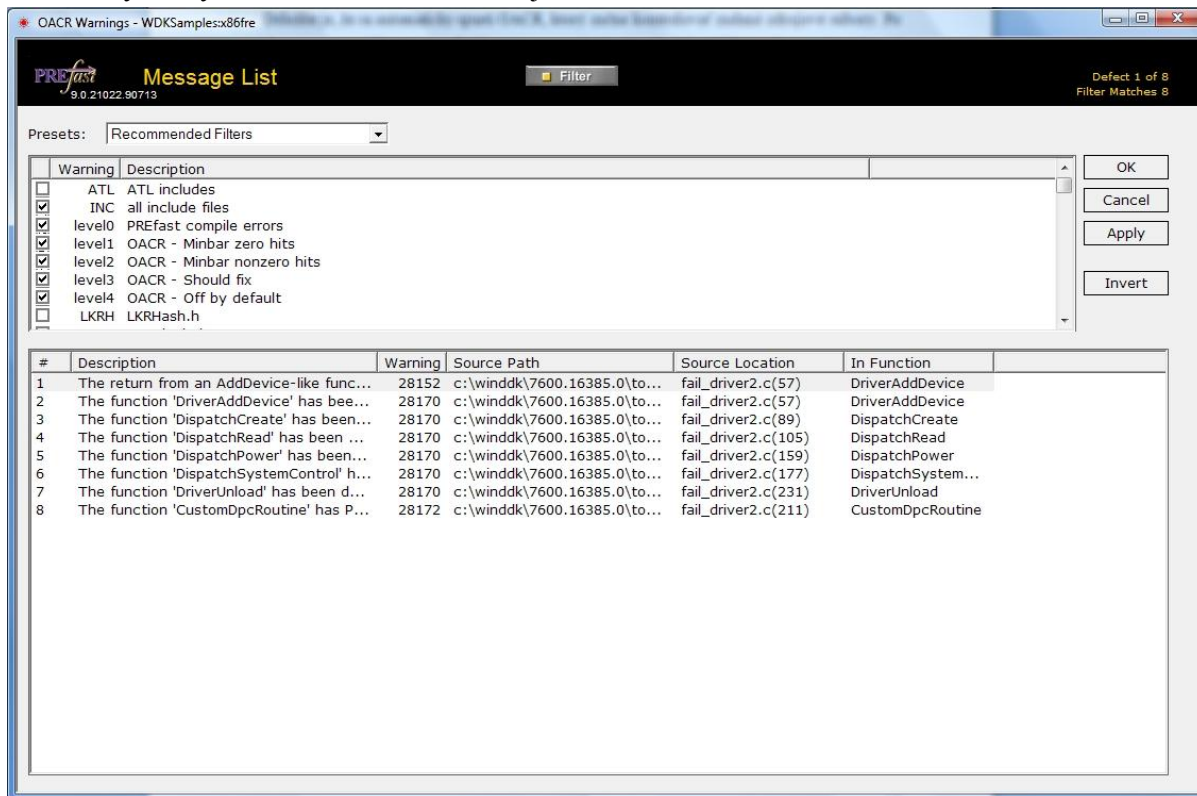 OACR Warnings - WDKSamples:x86fre
PREfast
9.0.21022.90713
Message List
Filter
Defect 1 of 8
Filter Matches 8
Presets: Recommended Filters
Warning Description
ATL ATL includes
INC all include files
level0 PREfast compile errors
level1 OACR - Minbar zero hits
level2 OACR - Minbar nonzero hits
level3 OACR - Should fix
level4 OACR - Off by default
LKRH LKRHash.h
OK
Cancel
Apply
Invert
# Description Warning Source Path Source Location In Function
1 The return from an AddDevice-like func... 28152 c:\winddk\7600.16385.0\to... fail_driver2.c(57) DriverAddDevice
2 The function 'DriverAddDevice' has bee... 28170 c:\winddk\7600.16385.0\to... fail_driver2.c(57) DriverAddDevice
3 The function 'DispatchCreate' has been... 28170 c:\winddk\7600.16385.0\to... fail_driver2.c(89) DispatchCreate
4 The function 'DispatchRead' has been ... 28170 c:\winddk\7600.16385.0\to... fail_driver2.c(105) DispatchRead
5 The function 'DispatchPower' has been... 28170 c:\winddk\7600.16385.0\to... fail_driver2.c(159) DispatchPower
6 The function 'DispatchSystemControl' h... 28170 c:\winddk\7600.16385.0\to... fail_driver2.c(177) DispatchSystem...
7 The function 'DriverUnload' has been d... 28170 c:\winddk\7600.16385.0\to... fail_driver2.c(231) DriverUnload
8 The function 'CustomDpcRoutine' has P... 28172 c:\winddk\7600.16385.0\to... fail_driver2.c(211) CustomDpcRoutine